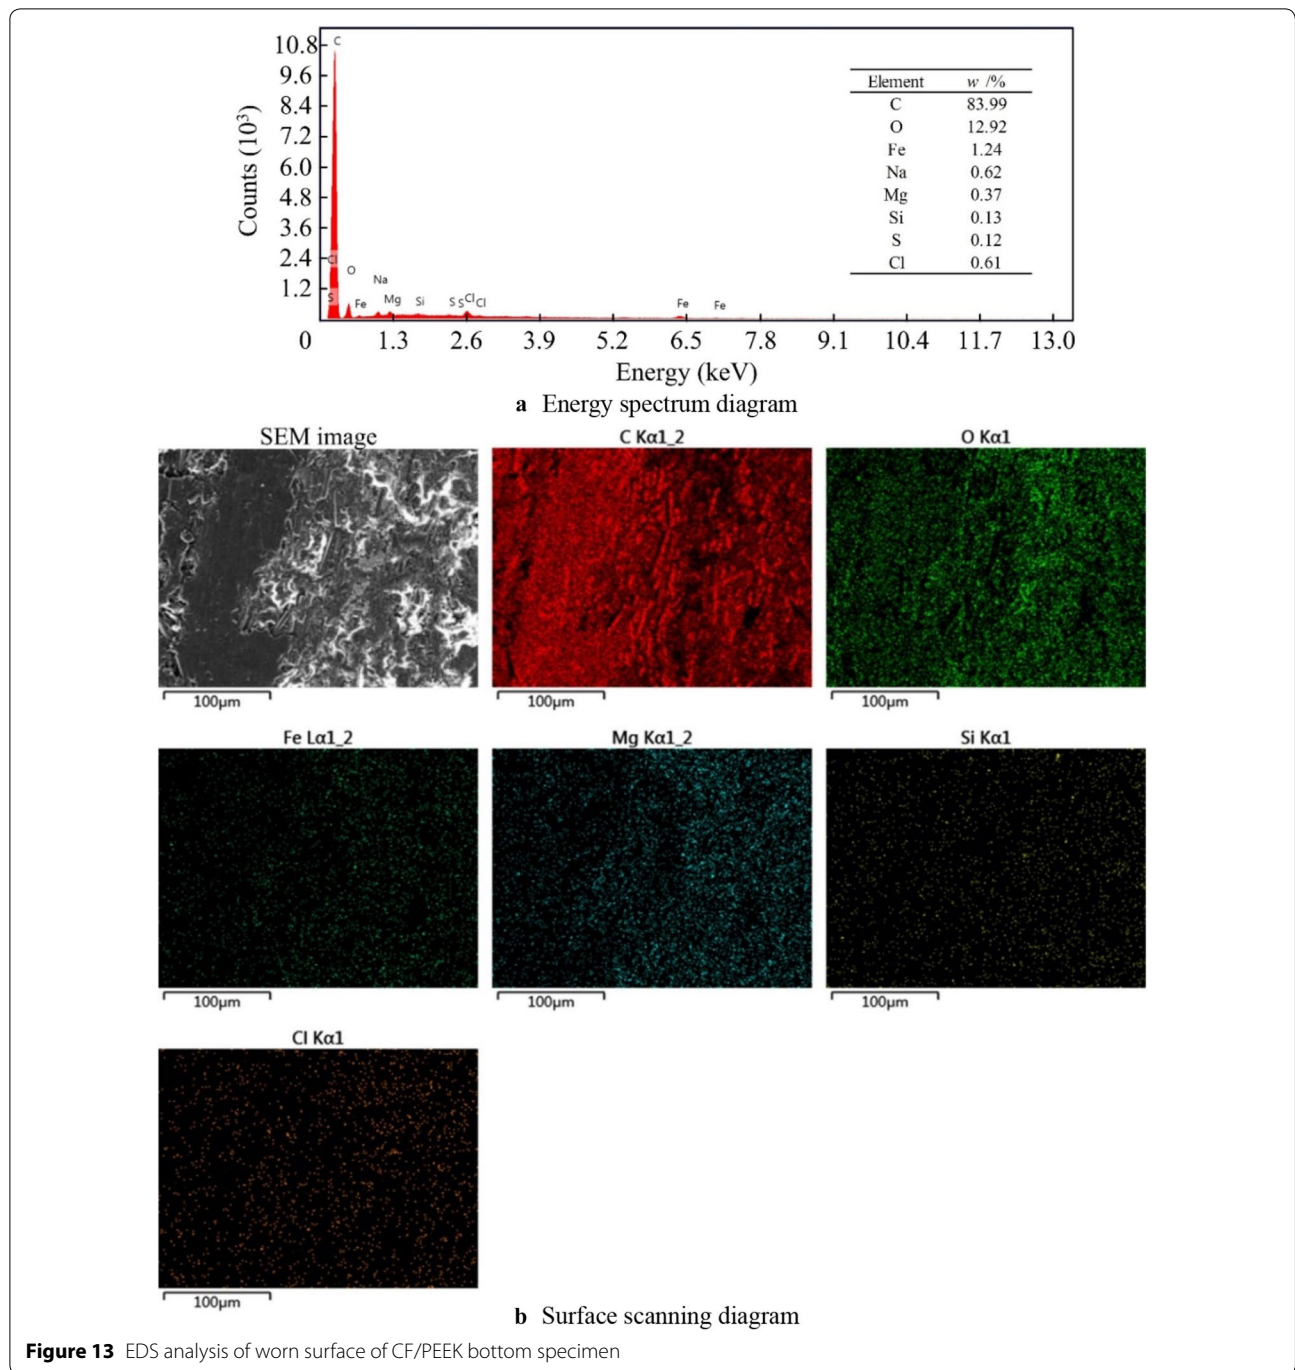 10.8
9.6
8.4
7.2
6.0
4.8
3.6
2.4
1.2
Counts (10³)
C
Cl
S
O
Fe
Na
Mg
Si
S
S
Cl
Cl
Fe
Fe
Element w /%
C 83.99
O 12.92
Fe 1.24
Na 0.62
Mg 0.37
Si 0.13
S 0.12
Cl 0.61
0 1.3 2.6 3.9 5.2 6.5 7.8 9.1 10.4 11.7 13.0
Energy (keV)
a Energy spectrum diagram
SEM image C Kα1_2 O Kα1
100μm 100μm 100μm
Fe Lα1_2 Mg Kα1_2 Si Kα1
100μm 100μm 100μm
Cl Kα1
100μm
b Surface scanning diagram
Figure 13 EDS analysis of worn surface of CF/PEEK bottom specimen